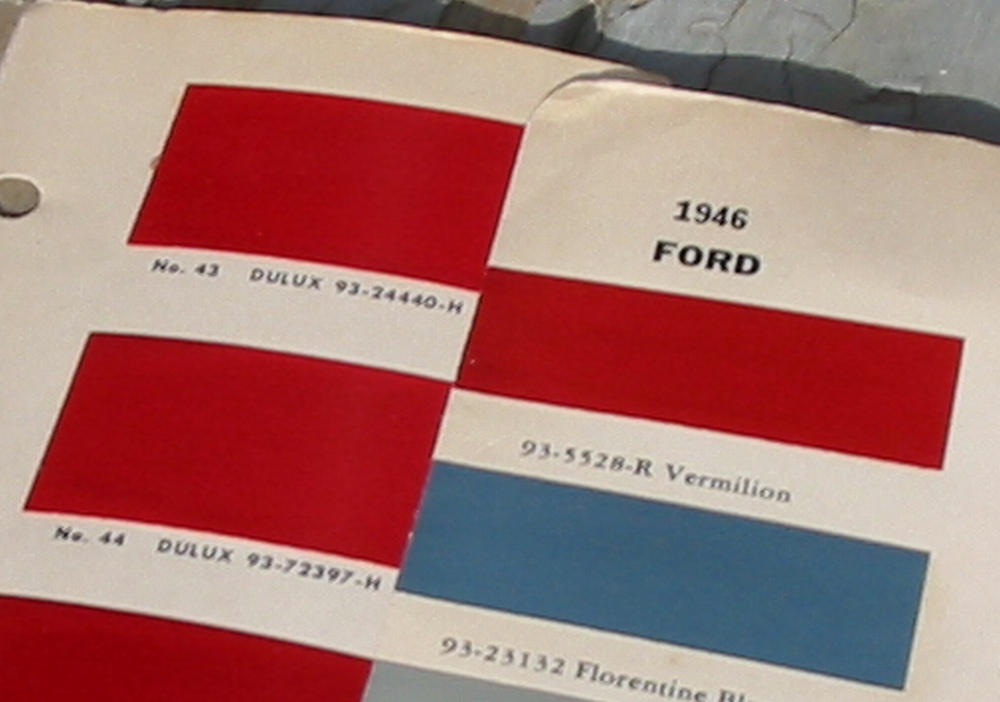 No. 43 DULUX 93-24440-H
No. 44 DULUX 93-72397-H
1946
FORD
93-5528-R Vermilion
93-23132 Florentine